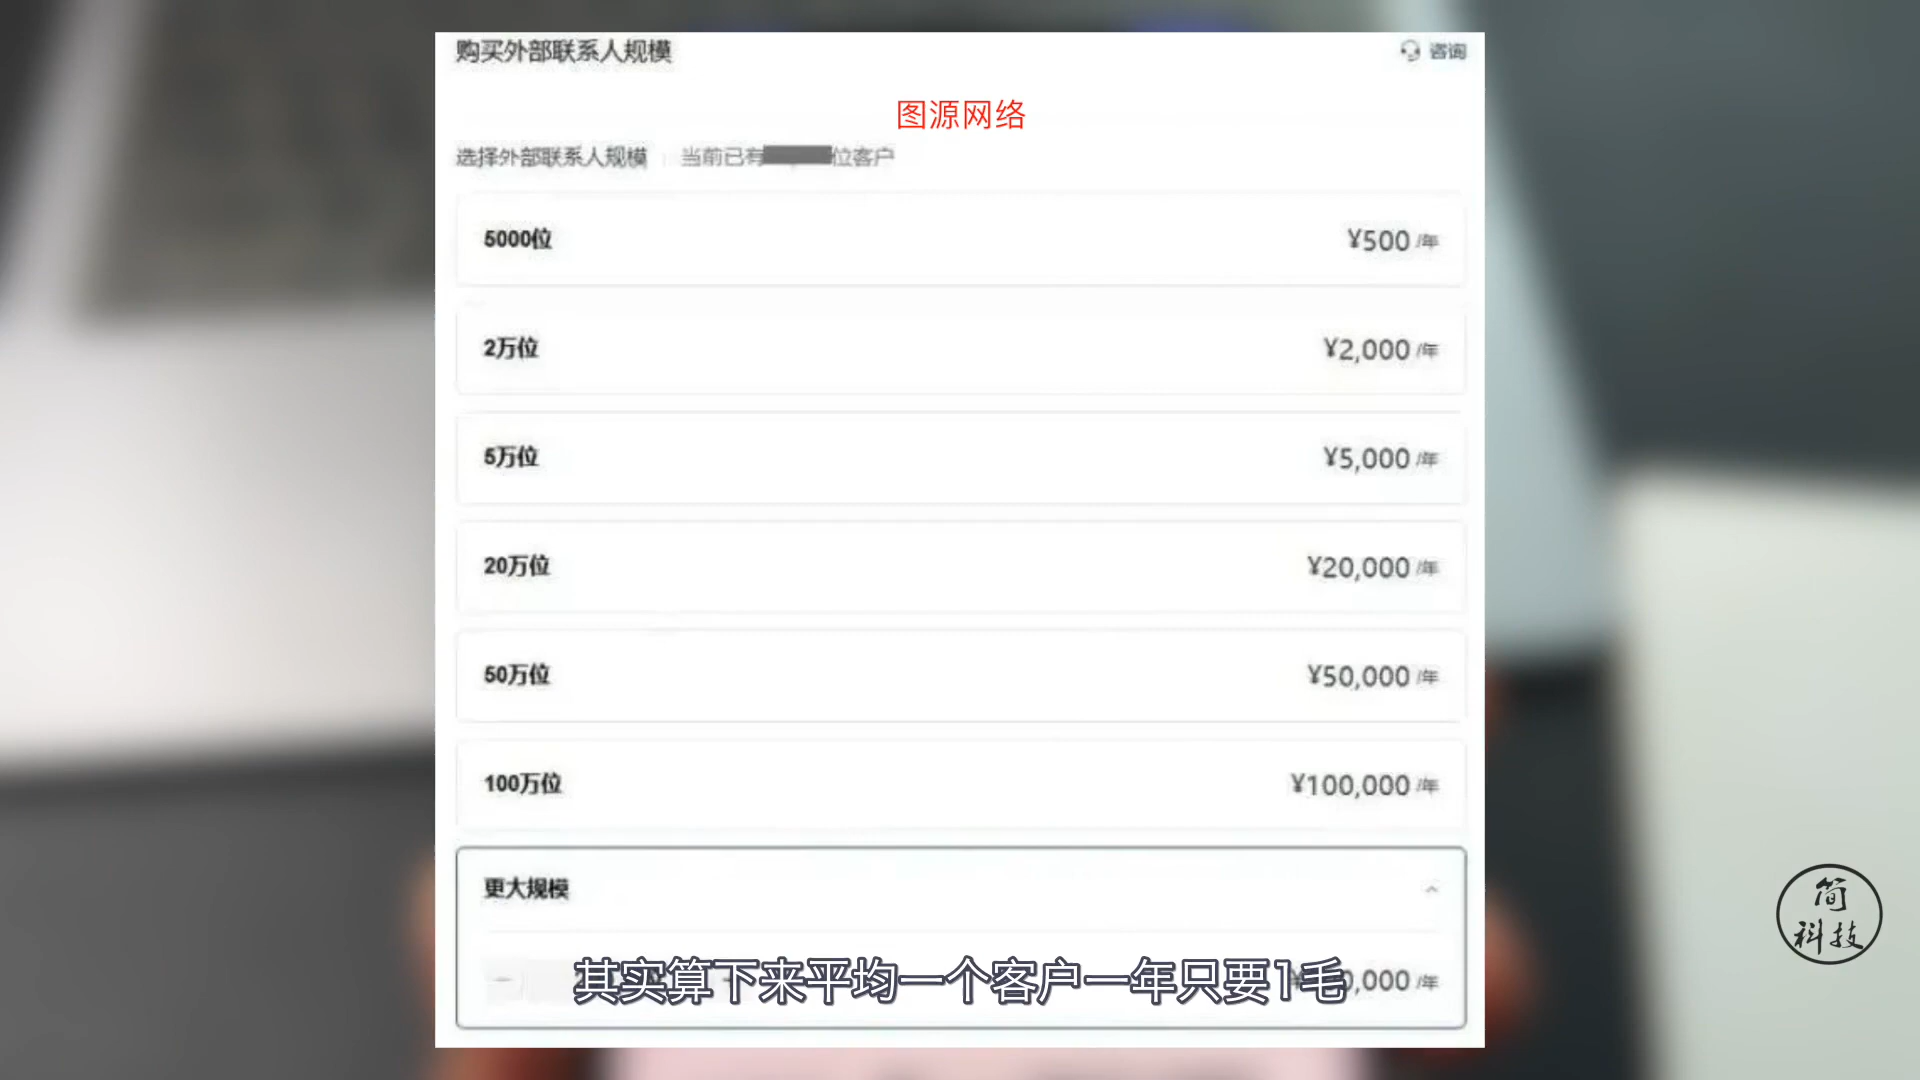 购买外部联系人规模
咨询
图源网络
选择外部联系人规模
当前已有
位客户
5000位
¥500 /年
2万位
¥2,000 /年
5万位
¥5,000 /年
20万位
¥20,000 /年
50万位
¥50,000 /年
100万位
¥100,000 /年
更大规模
0,000 /年
其实算下来平均一个客户一年只要1毛
简
科技